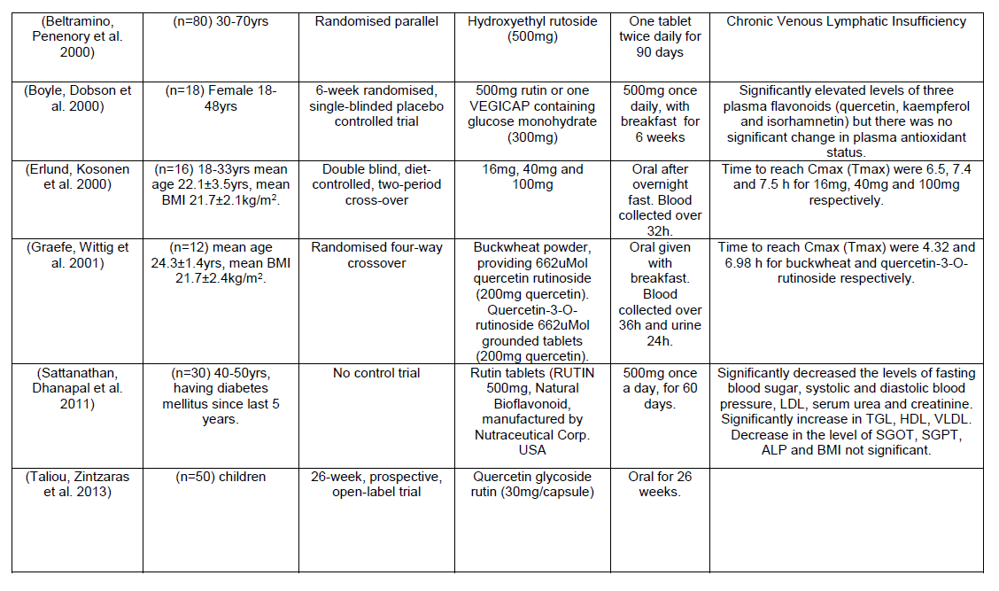 (Beltramino,
Penenory et al.
2000)
(n=80) 30-70yrs
Randomised parallel
Hydroxyethyl rutoside
(500mg)
One tablet
twice daily for
90 days
Chronic Venous Lymphatic Insufficiency
(Boyle, Dobson et
al. 2000)
(n=18) Female 18-
48yrs
6-week randomised,
single-blinded placebo
controlled trial
500mg rutin or one
VEGICAP containing
glucose monohydrate
(300mg)
500mg once
daily, with
breakfast for
6 weeks
Significantly elevated levels of three
plasma flavonoids (quercetin, kaempferol
and isorhamnetin) but there was no
significant change in plasma antioxidant
status.
(Erlund, Kosonen
et al. 2000)
(n=16) 18-33yrs mean
age 22.1±3.5yrs, mean
BMI 21.7±2.1kg/m².
Double blind, diet-
controlled, two-period
cross-over
16mg, 40mg and
100mg
Oral after
overnight
fast. Blood
collected over
32h.
Time to reach Cmax (Tmax) were 6.5, 7.4
and 7.5 h for 16mg, 40mg and 100mg
respectively.
(Graefe, Wittig et
al. 2001)
(n=12) mean age
24.3±1.4yrs, mean BMI
21.7±2.4kg/m².
Randomised four-way
crossover
Buckwheat powder,
providing 662uMol
quercetin rutinoside
(200mg quercetin).
Quercetin-3-O-
rutinoside 662uMol
grounded tablets
(200mg quercetin).
Oral given
with
breakfast.
Blood
collected over
36h and urine
24h.
Time to reach Cmax (Tmax) were 4.32 and
6.98 h for buckwheat and quercetin-3-O-
rutinoside respectively.
(Sattanathan,
Dhanapal et al.
2011)
(n=30) 40-50yrs,
having diabetes
mellitus since last 5
years.
No control trial
Rutin tablets (RUTIN
500mg, Natural
Bioflavonoid,
manufactured by
Nutraceutical Corp.
USA
500mg once
a day, for 60
days.
Significantly decreased the levels of fasting
blood sugar, systolic and diastolic blood
pressure, LDL, serum urea and creatinine.
Significantly increase in TGL, HDL, VLDL.
Decrease in the level of SGOT, SGPT,
ALP and BMI not significant.
(Taliou, Zintzaras
et al. 2013)
(n=50) children
26-week, prospective,
open-label trial
Quercetin glycoside
rutin (30mg/capsule)
Oral for 26
weeks.